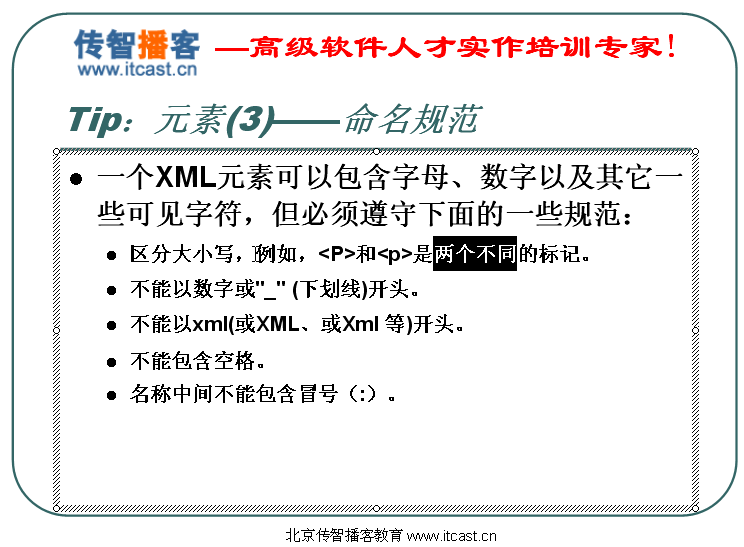 传智播客 —高级软件人才实作培训专家!
www.itcast.cn
Tip：元素(3)——命名规范
一个XML元素可以包含字母、数字以及其它一
些可见字符，但必须遵守下面的一些规范：
区分大小写，例如，<P>和<p>是两个不同的标记。
不能以数字或"_" (下划线)开头。
不能以xml(或XML、或Xml 等)开头。
不能包含空格。
名称中间不能包含冒号（:）。
北京传智播客教育 www.itcast.cn